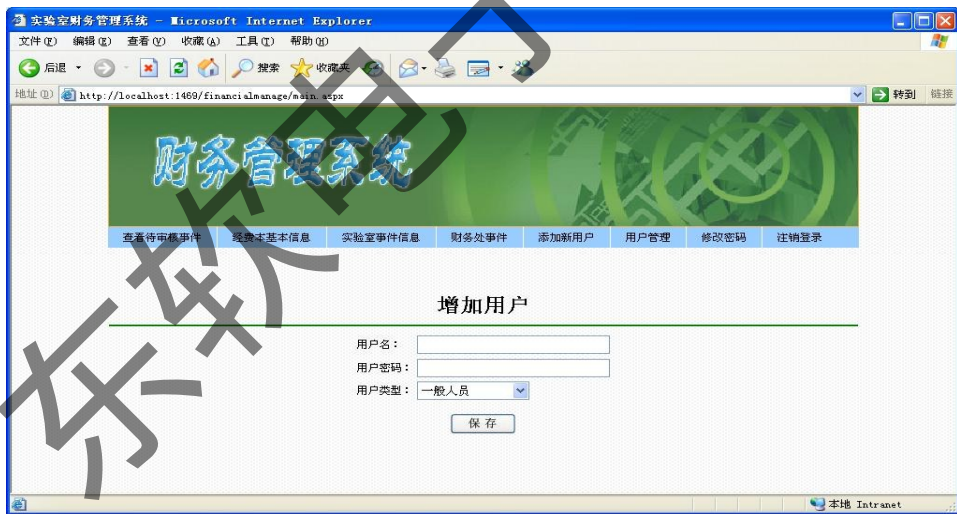 实验室财务管理系统 - Microsoft Internet Explorer
文件(F) 编辑(E) 查看(V) 收藏(A) 工具(T) 帮助(H)
后退 搜索 收藏夹
地址(D) http://localhost:1469/financialmanage/main.aspx 转到 链接
财务管理系统
查看待审核事件 经费本基本信息 实验室事件信息 财务处事件 添加新用户 用户管理 修改密码 注销登录
增加用户
用户名：
用户密码：
用户类型： 一般人员
保存
本地 Intranet
东软电子